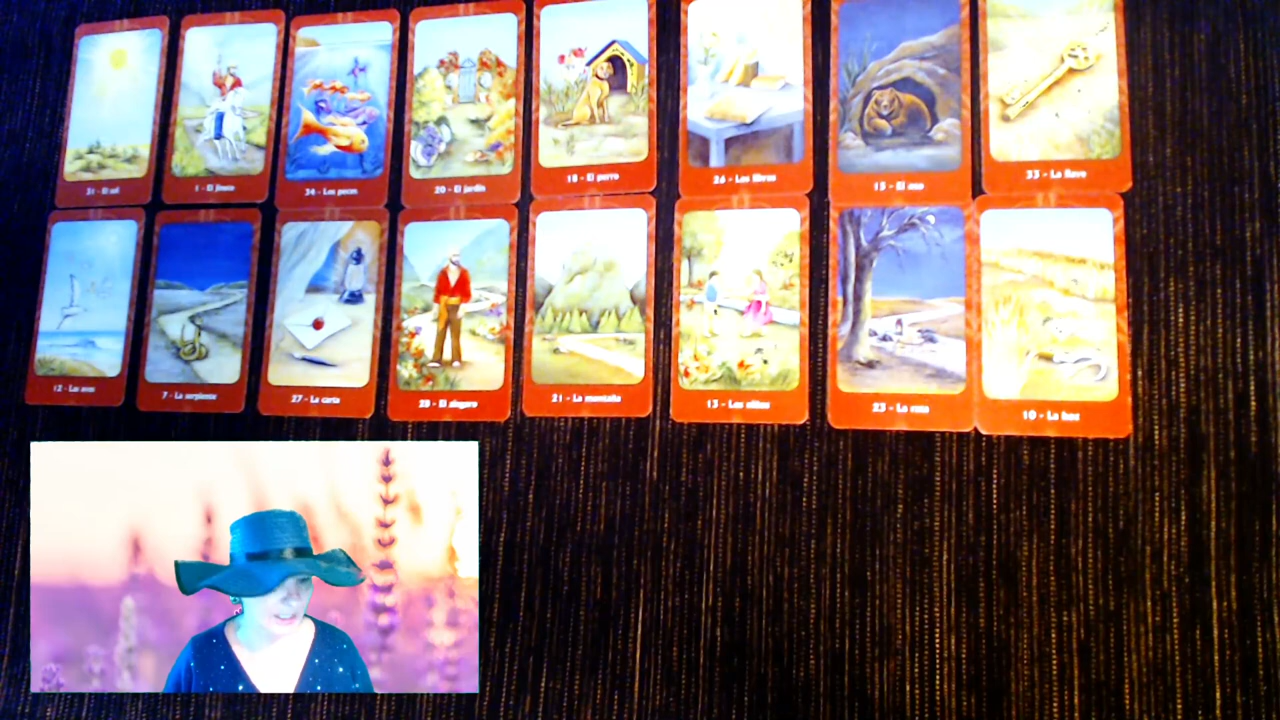 31 - El sol
1 - El jinete
34 - Los peces
20 - El jardín
18 - El perro
26 - Los libros
15 - El oso
33 - La llave
12 - Las aves
7 - La serpiente
27 - La carta
28 - El
21 - La montaña
13 - Los niños
23 - La rata
10 - La hoz